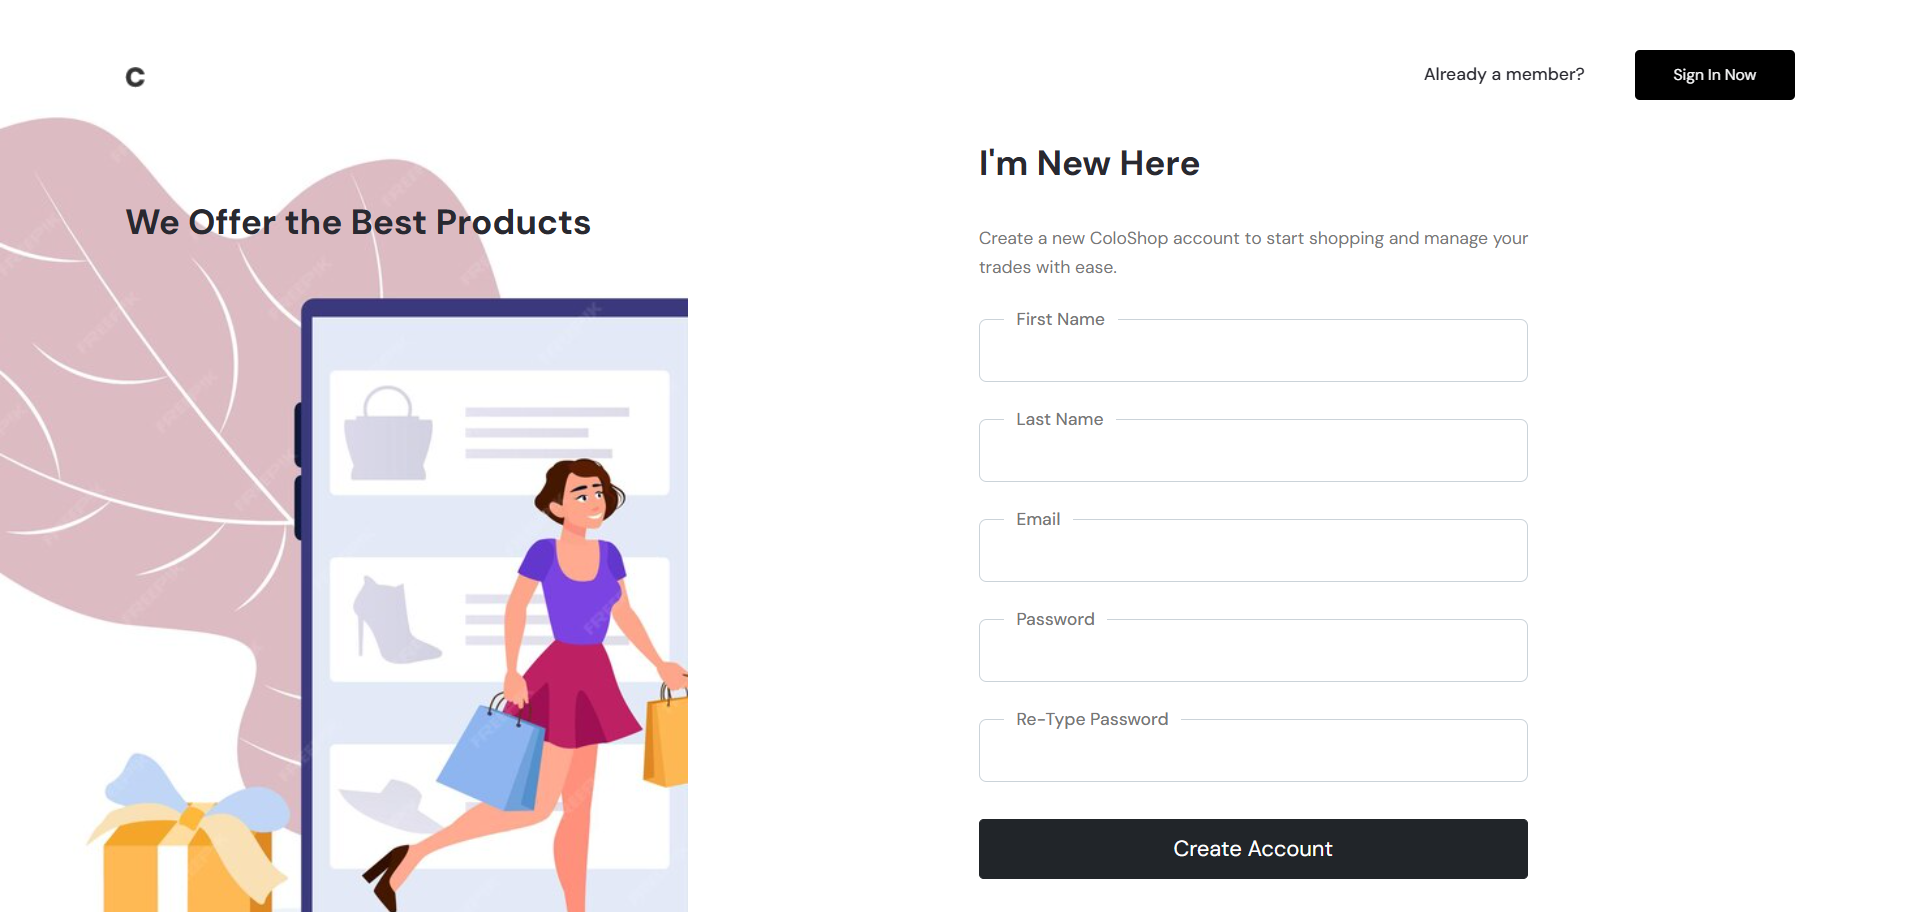 C
Already a member?
Sign In Now
We Offer the Best Products
I'm New Here
Create a new ColoShop account to start shopping and manage your
trades with ease.
First Name
Last Name
Email
Password
Re-Type Password
Create Account